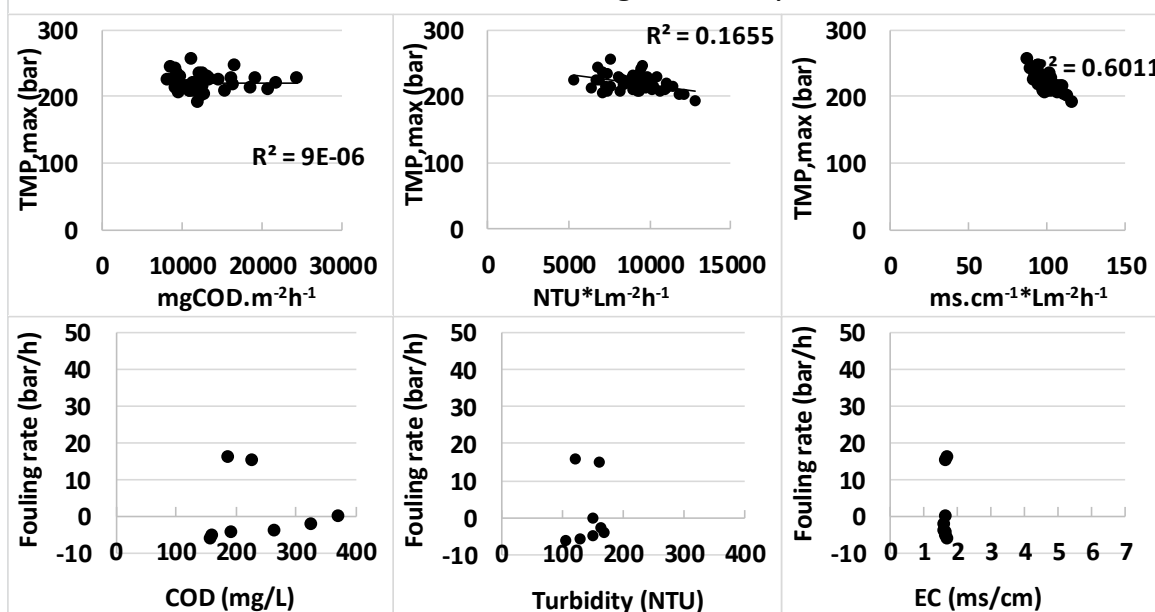 300
200
100
0
TMP,max (bar)
R² = 9E-06
0 10000 20000 30000
mgCOD.m⁻²h⁻¹
300
200
100
0
TMP,max (bar)
R² = 0.1655
0 5000 10000 15000
NTU*Lm⁻²h⁻¹
300
200
100
0
TMP,max (bar)
² = 0.6011
0 50 100 150
ms.cm⁻¹*Lm⁻²h⁻¹
50
40
30
20
10
0
-10
Fouling rate (bar/h)
0 100 200 300 400
COD (mg/L)
50
40
30
20
10
0
-10
Fouling rate (bar/h)
0 100 200 300 400
Turbidity (NTU)
50
40
30
20
10
0
-10
Fouling rate (bar/h)
0 1 2 3 4 5 6 7
EC (ms/cm)